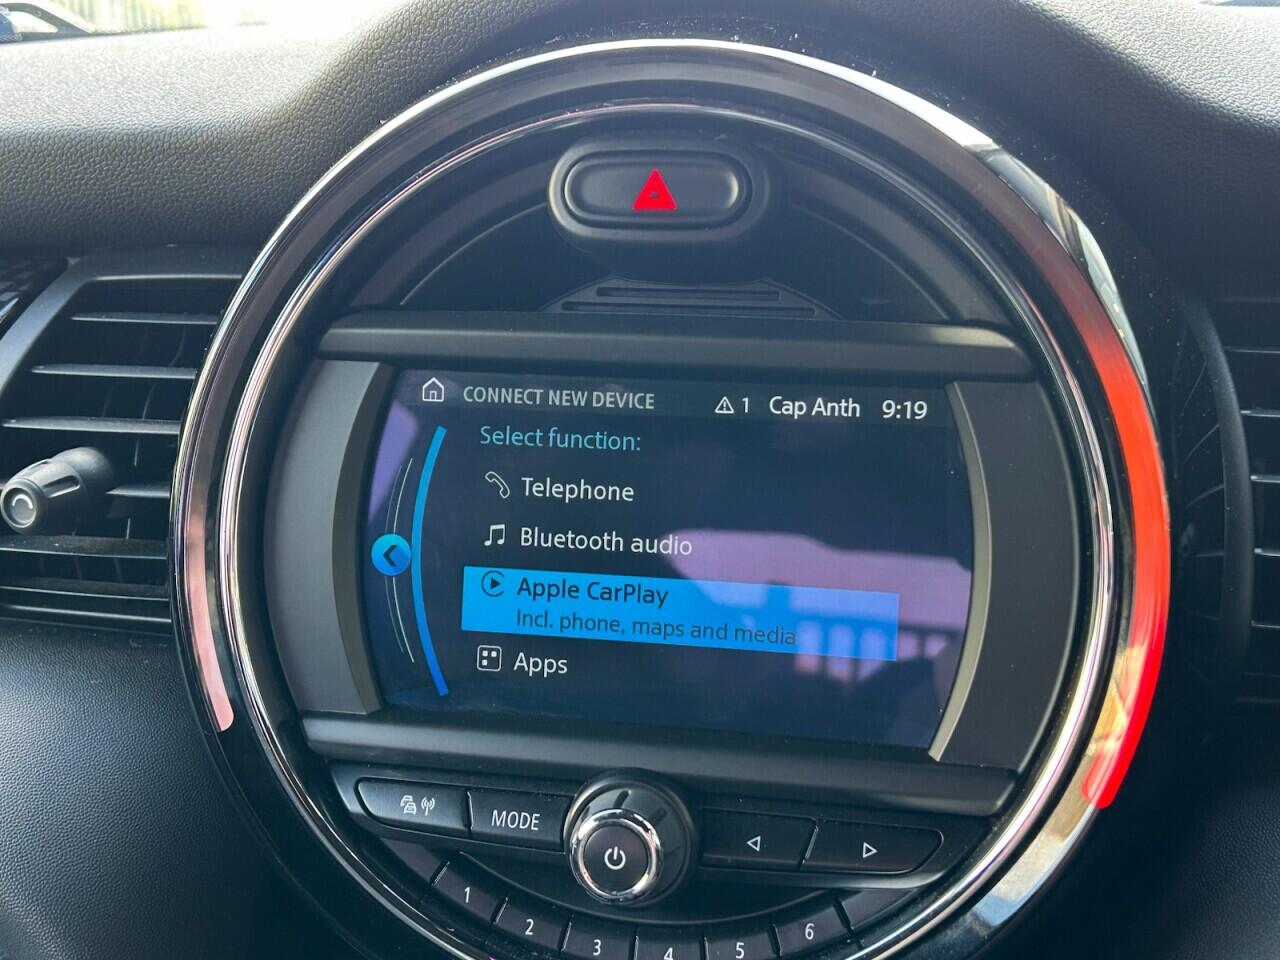 CONNECT NEW DEVICE 1 Cap Anth 9:19
Select function:
Telephone
Bluetooth audio
Apple CarPlay
Incl. phone, maps and media
Apps
MODE
1 2 3 4 5 6